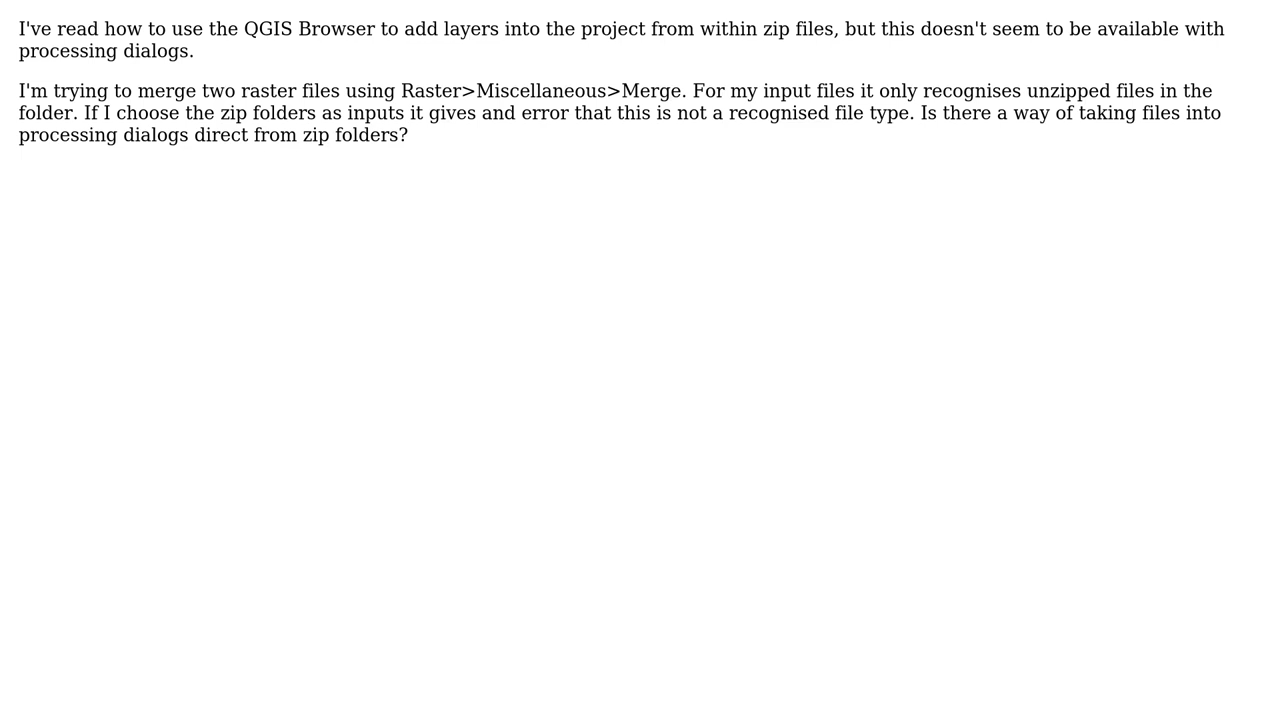 I've read how to use the QGIS Browser to add layers into the project from within zip files, but this doesn't seem to be available with
processing dialogs.
I'm trying to merge two raster files using Raster>Miscellaneous>Merge. For my input files it only recognises unzipped files in the
folder. If I choose the zip folders as inputs it gives and error that this is not a recognised file type. Is there a way of taking files into
processing dialogs direct from zip folders?